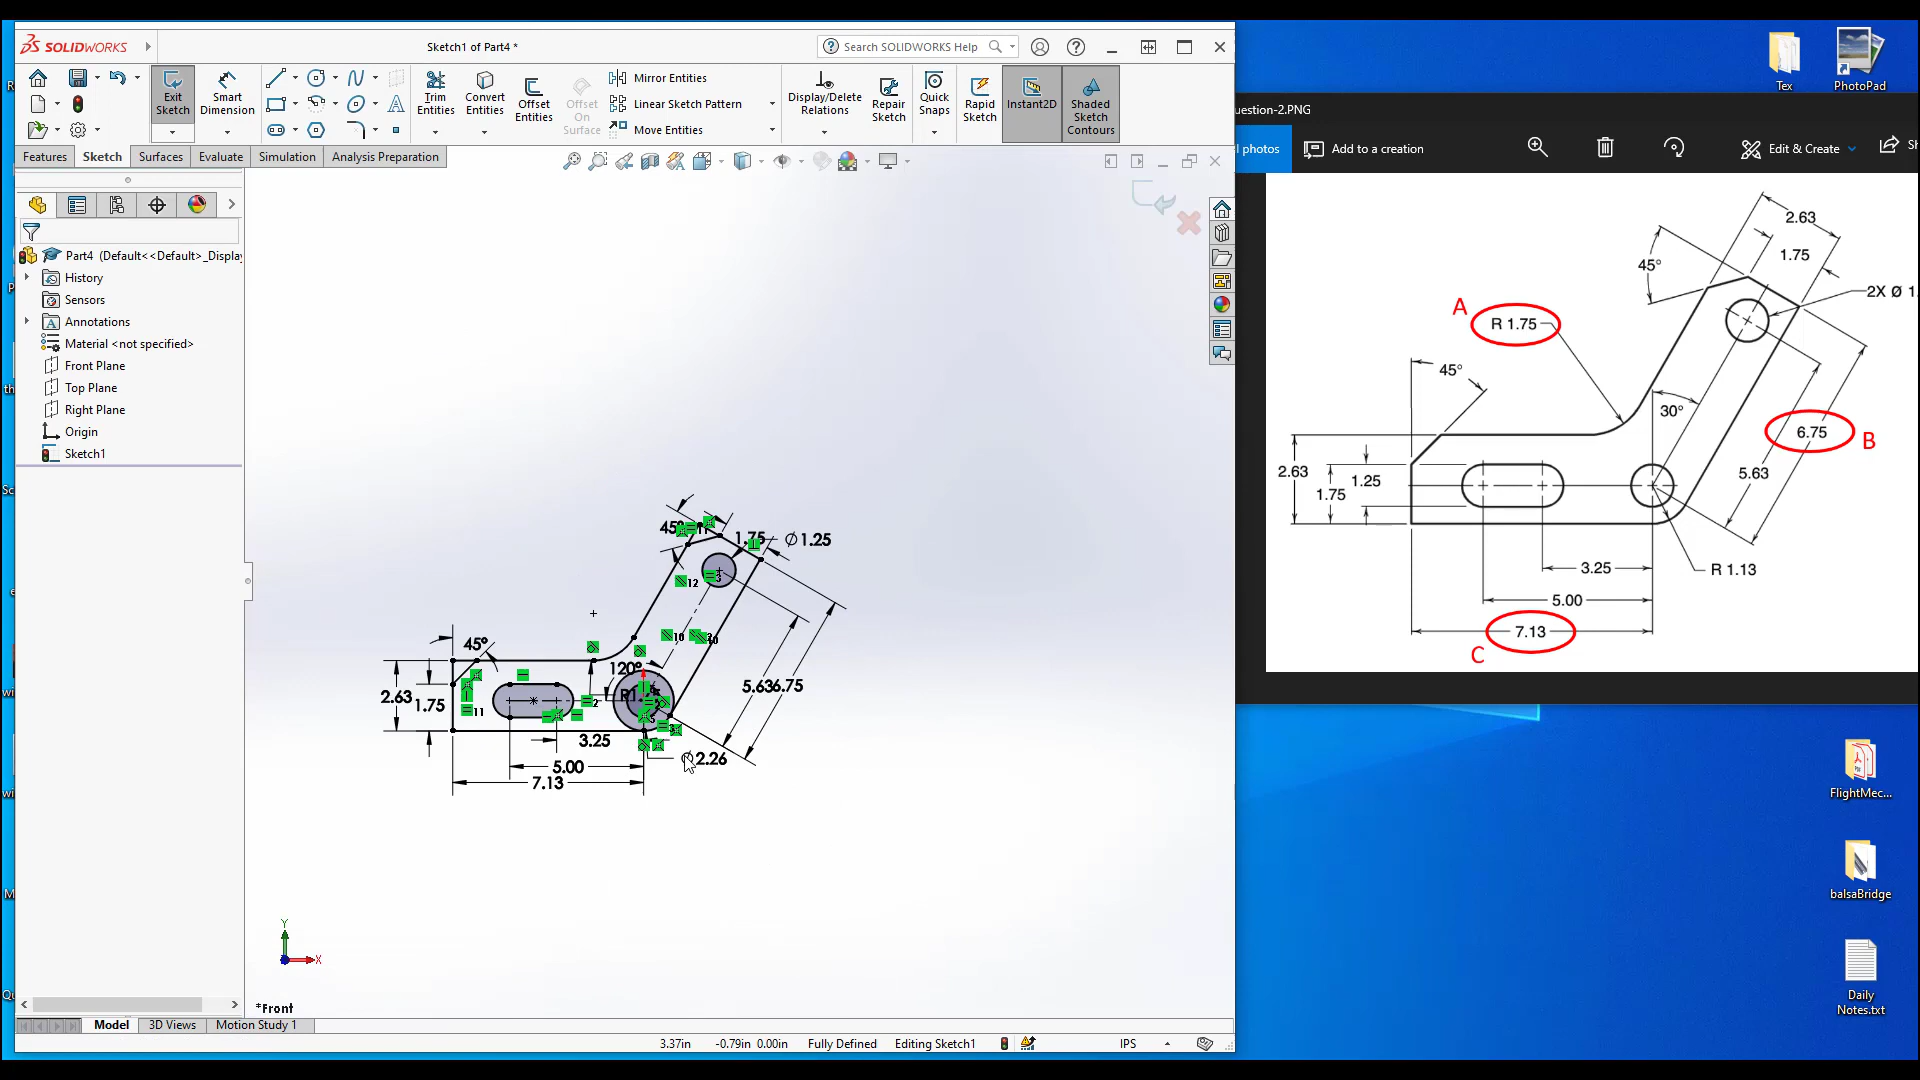 SOLIDWORKS
Sketch1 of Part4 *
Search SOLIDWORKS Help
Exit Sketch
Smart Dimension
Trim Entities
Convert Entities
Offset Entities
Offset On Surface
Mirror Entities
Linear Sketch Pattern
Move Entities
Display/Delete Relations
Repair Sketch
Quick Snaps
Rapid Sketch
Instant2D
Shaded Sketch Contours
Features
Sketch
Surfaces
Evaluate
Simulation
Analysis Preparation
Part4 (Default<<Default>_Display
History
Sensors
Annotations
Material <not specified>
Front Plane
Top Plane
Right Plane
Origin
Sketch1
45°
1.75
Ø1.25
45°
120°
2.63
1.75
5.63
6.75
3.25
Ø2.26
5.00
7.13
Y
X
*Front
Model
3D Views
Motion Study 1
3.37in
-0.79in
0.00in
Fully Defined
Editing Sketch1
IPS
uestion-2.PNG
l photos
Add to a creation
Edit & Create
2.63
1.75
45°
2X Ø 1.
A
R 1.75
45°
30°
6.75
B
2.63
1.75
1.25
5.63
3.25
R 1.13
5.00
7.13
C
Tex
PhotoPad
FlightMec...
balsaBridge
Daily Notes.txt